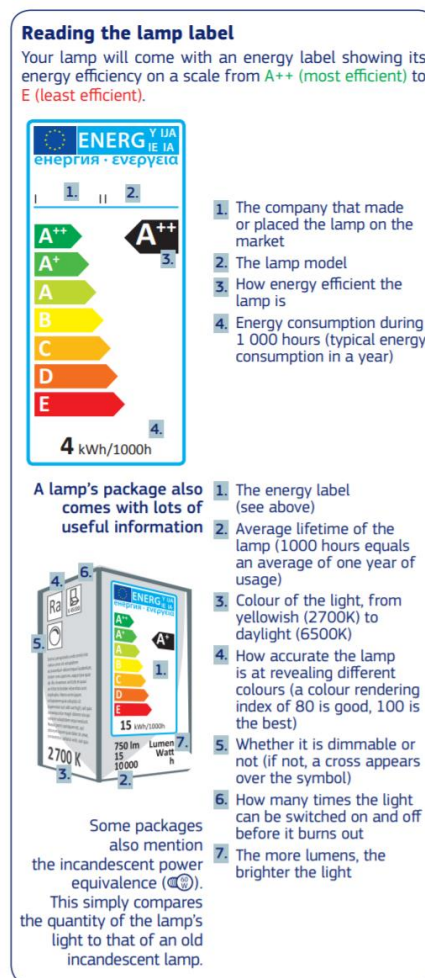 Reading the lamp label
Your lamp will come with an energy label showing its
energy efficiency on a scale from A++ (most efficient) to
E (least efficient).
ENERG Y IJA
IE IA
енергия · ενεργεια
1.
2.
I
II
A++
A++
3.
A+
A
B
C
D
E
4.
4 kWh/1000h
1. The company that made
or placed the lamp on the
market
2. The lamp model
3. How energy efficient the
lamp is
4. Energy consumption during
1 000 hours (typical energy
consumption in a year)
A lamp's package also
comes with lots of
useful information
6.
4.
Ra
5.
2700 K
3.
ENERG Y IJA
IE IA
енергия · ενεργεια
A++
A+
A+
A
B
C
D
E
1.
15 kWh/1000h
7.
750 lm Lumen
15 Watt
10000 h
2.
Some packages
also mention
the incandescent power
equivalence (
).
This simply compares
the quantity of the lamp's
light to that of an old
incandescent lamp.
1. The energy label
(see above)
2. Average lifetime of the
lamp (1000 hours equals
an average of one year of
usage)
3. Colour of the light, from
yellowish (2700K) to
daylight (6500K)
4. How accurate the lamp
is at revealing different
colours (a colour rendering
index of 80 is good, 100 is
the best)
5. Whether it is dimmable or
not (if not, a cross appears
over the symbol)
6. How many times the light
can be switched on and off
before it burns out
7. The more lumens, the
brighter the light